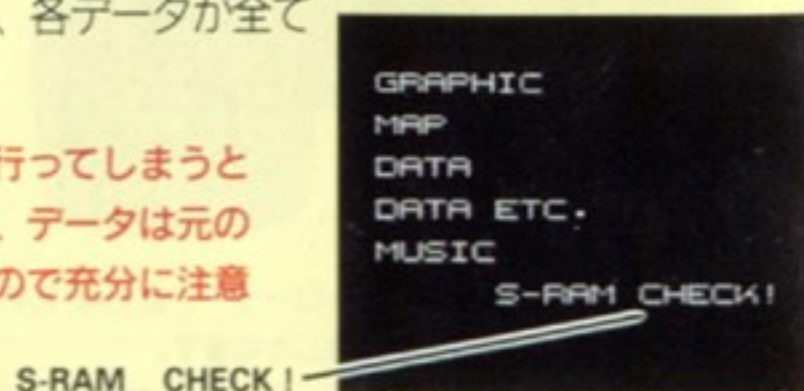 、各データが全て
行ってしまうと
、データは元の
ので充分に注意
S-RAM CHECK!
GRAPHIC
MAP
DATA
DATA ETC.
MUSIC
S-RAM CHECK!